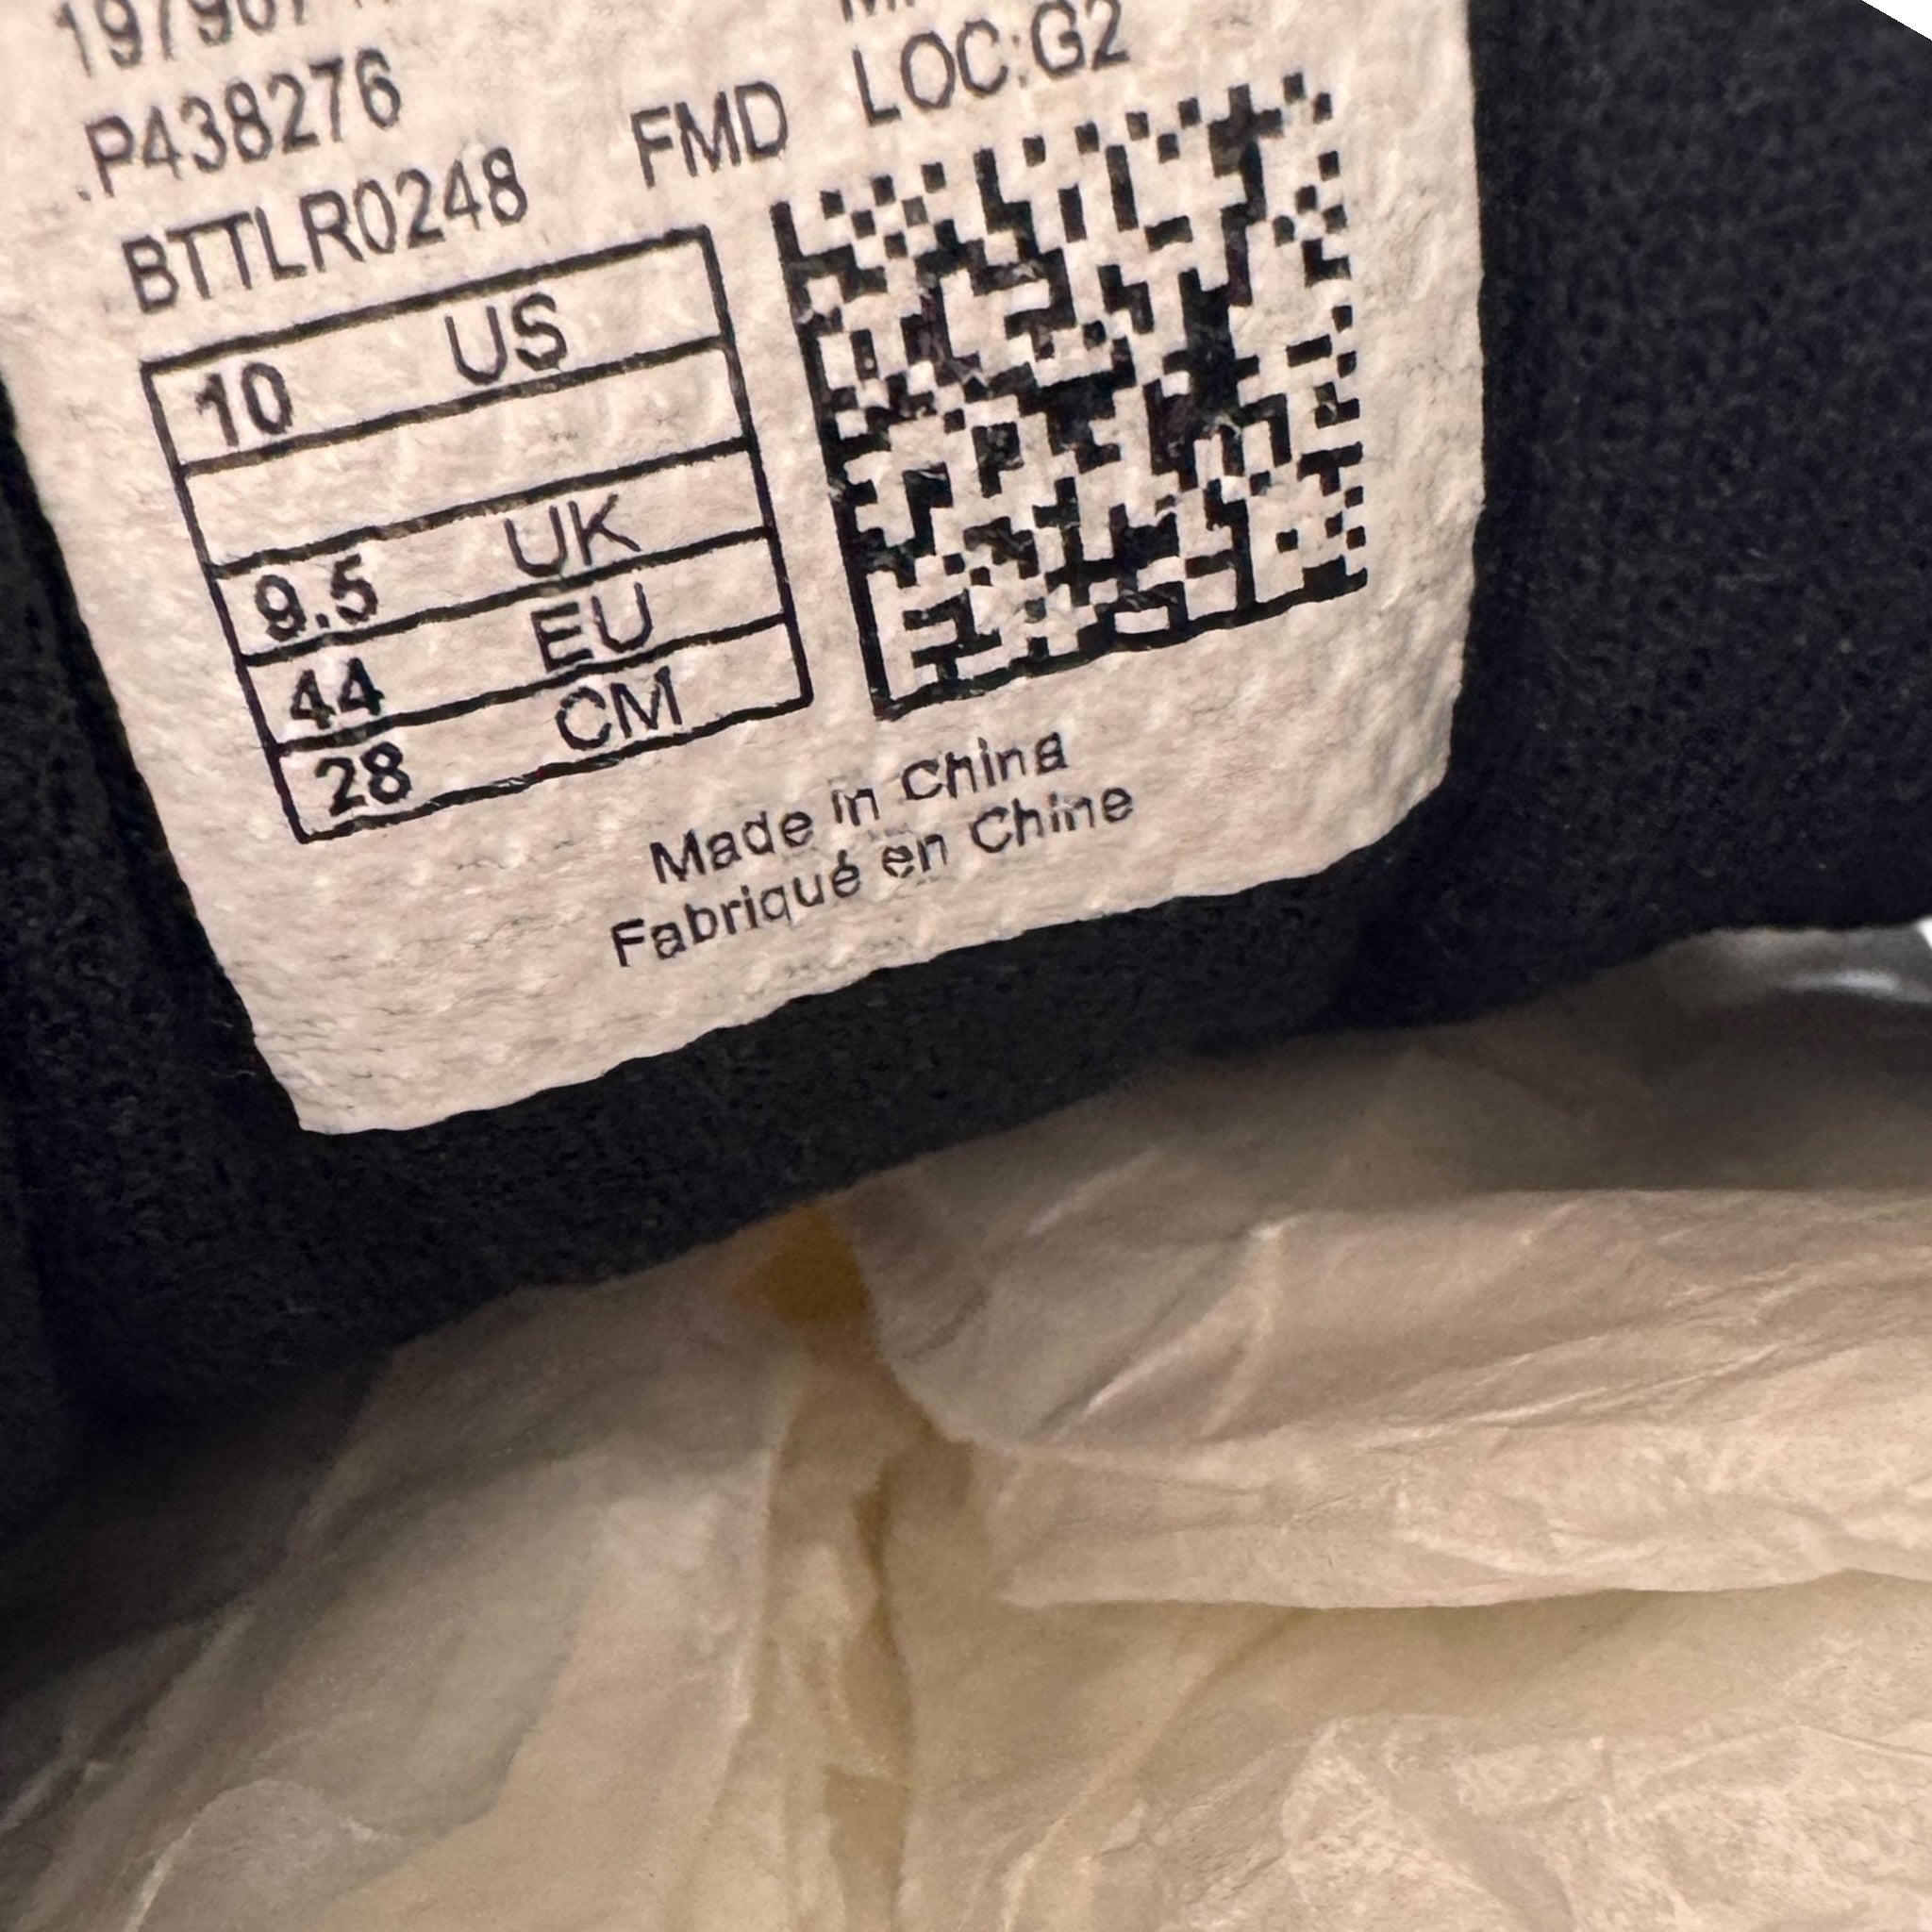 .P438276
LOC:G2
BTTLR0248 FMD
10 US
9.5 UK
44 EU
28 CM
Made in China
Fabriqué en Chine